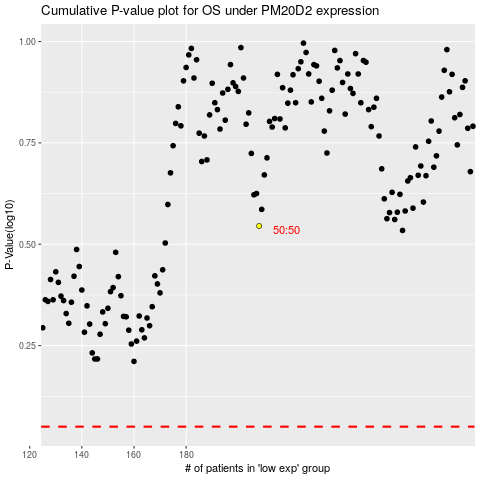 Cumulative P-value plot for OS under PM20D2 expression
P-Value(log10)
1.00
0.75
0.50
0.25
50:50
120 140 160 180
# of patients in 'low exp' group